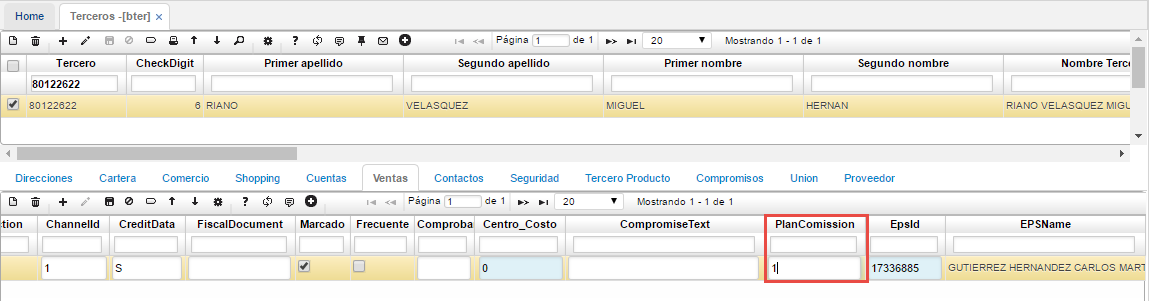 Home Terceros -[bter] ×
Página 1 de 1 20 Mostrando 1 - 1 de 1
Tercero CheckDigit Primer apellido Segundo apellido Primer nombre Segundo nombre Nombre Terce
80122622
80122622 6 RIANO VELASQUEZ MIGUEL HERNAN RIANO VELASQUEZ MIGU
Direcciones Cartera Comercio Shopping Cuentas Ventas Contactos Seguridad Tercero Producto Compromisos Union Proveedor
Página 1 de 1 20 Mostrando 1 - 1 de 1
tion ChannelId CreditData FiscalDocument Marcado Frecuente Comproba Centro_Costo CompromiseText PlanComission EpsId EPSName
1 S 0 1 17336885 GUTIERREZ HERNANDEZ CARLOS MART